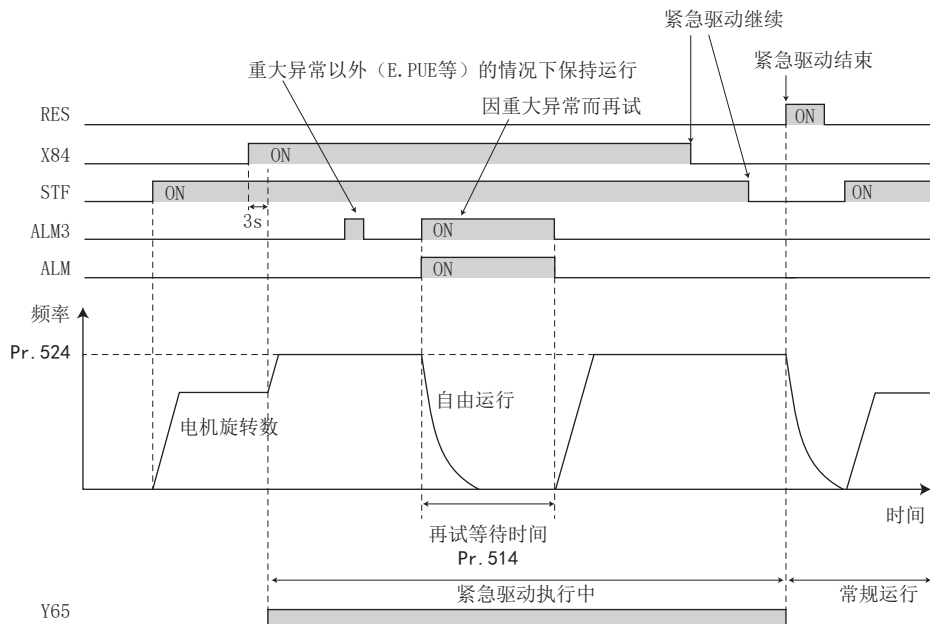 紧急驱动继续
重大异常以外（E.PUE等）的情况下保持运行
紧急驱动结束
因重大异常而再试
RES
ON
X84
ON
STF
ON
ON
3s
ALM3
ON
ALM
ON
频率
Pr.524
自由运行
电机旋转数
时间
再试等待时间
Pr.514
紧急驱动执行中
常规运行
Y65